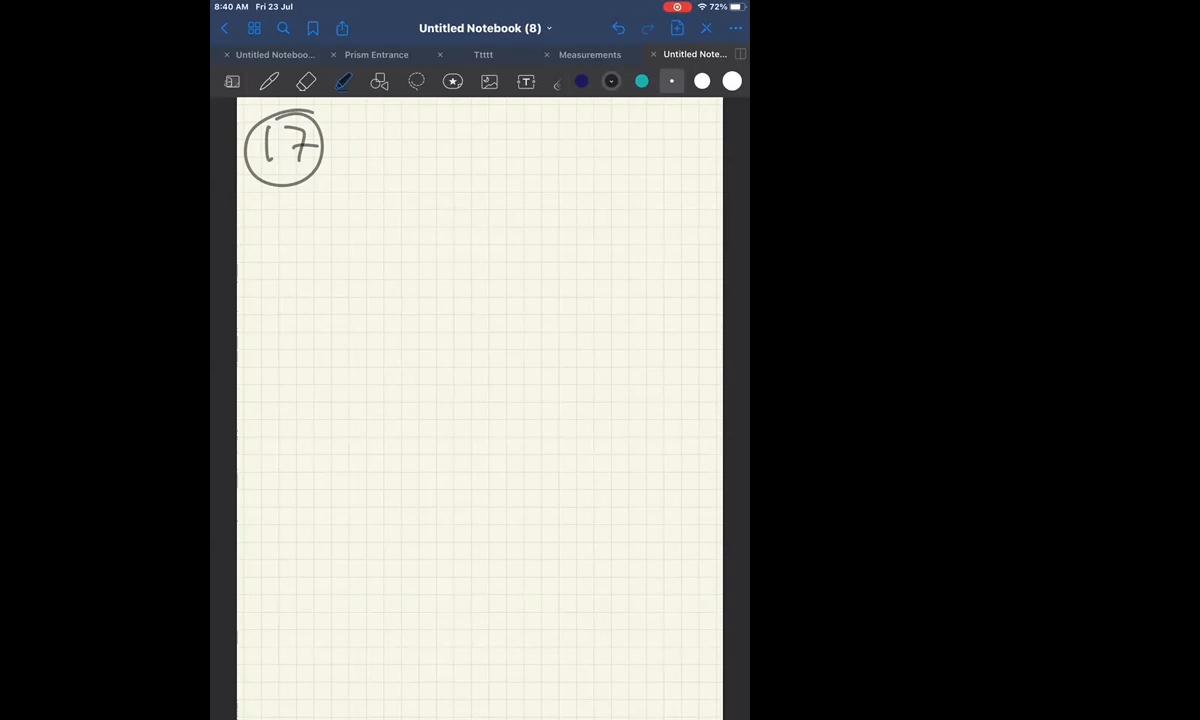 8:40 AM Fri 23 Jul 72%
Untitled Notebook (8)
Untitled Noteboo... Prism Entrance Ttttt Measurements Untitled Note...
T
17